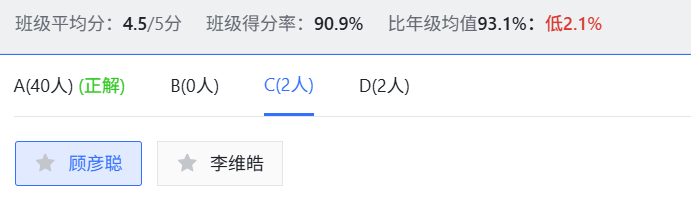 班级平均分：4.5/5分 班级得分率：90.9% 比年级均值93.1%：低2.1%
A(40人) (正解) B(0人) C(2人) D(2人)
顾彦聪 李维皓